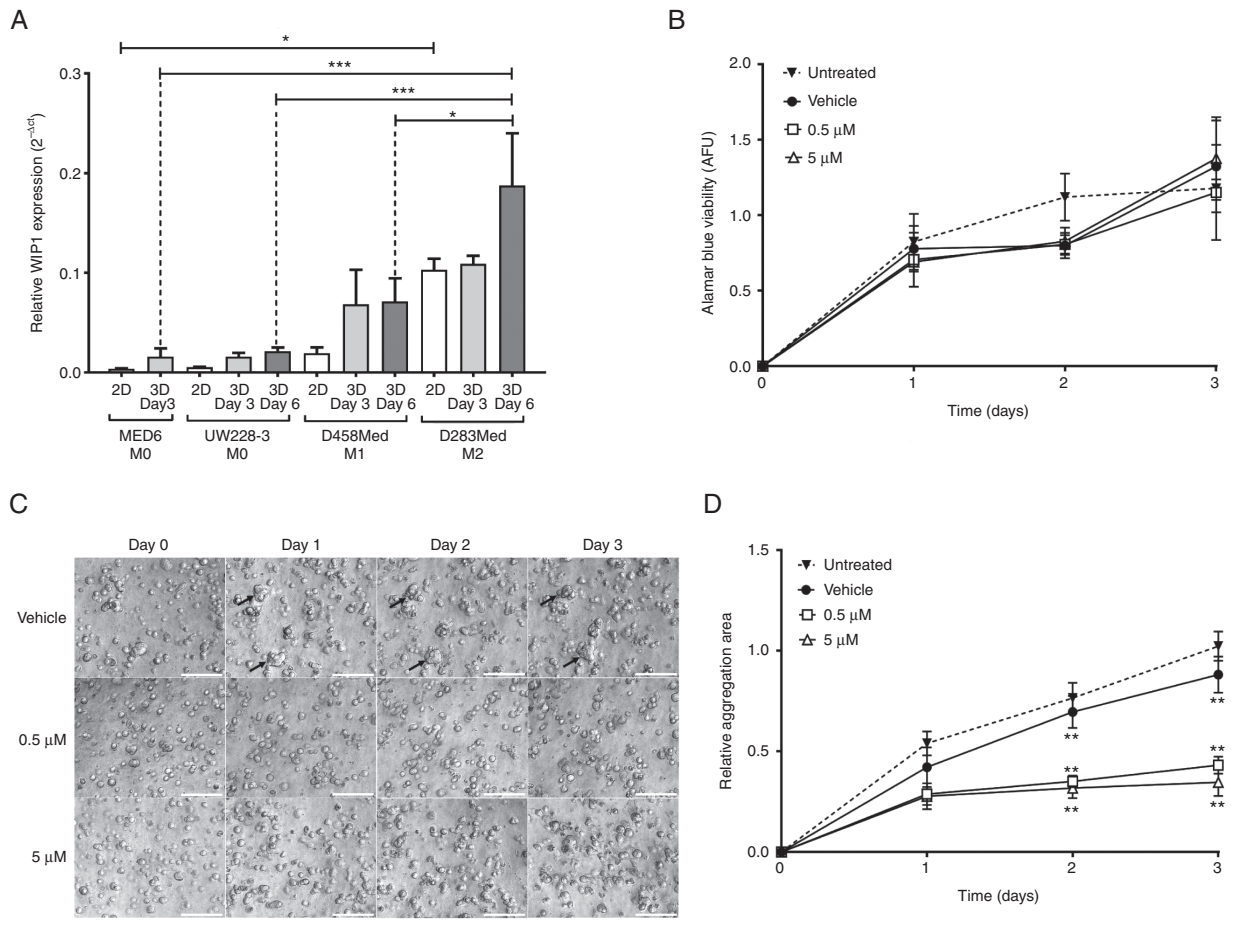 A
*
***
***
*
0.3
0.2
0.1
0.0
Relative WIP1 expression (2^−Δct)
2D 3D 2D 3D 3D 2D 3D 3D 2D 3D 3D
Day3 Day 3 Day 6 Day 3 Day 6 Day 3 Day 6
MED6 UW228-3 D458Med D283Med
M0 M0 M1 M2
B
2.0
1.5
1.0
0.5
0.0
Alamar blue viability (AFU)
Untreated
Vehicle
0.5 μM
5 μM
0 1 2 3
Time (days)
C
Day 0 Day 1 Day 2 Day 3
Vehicle
0.5 μM
5 μM
D
1.5
1.0
0.5
0.0
Relative aggregation area
Untreated
Vehicle
0.5 μM
5 μM
**
**
**
**
**
**
0 1 2 3
Time (days)